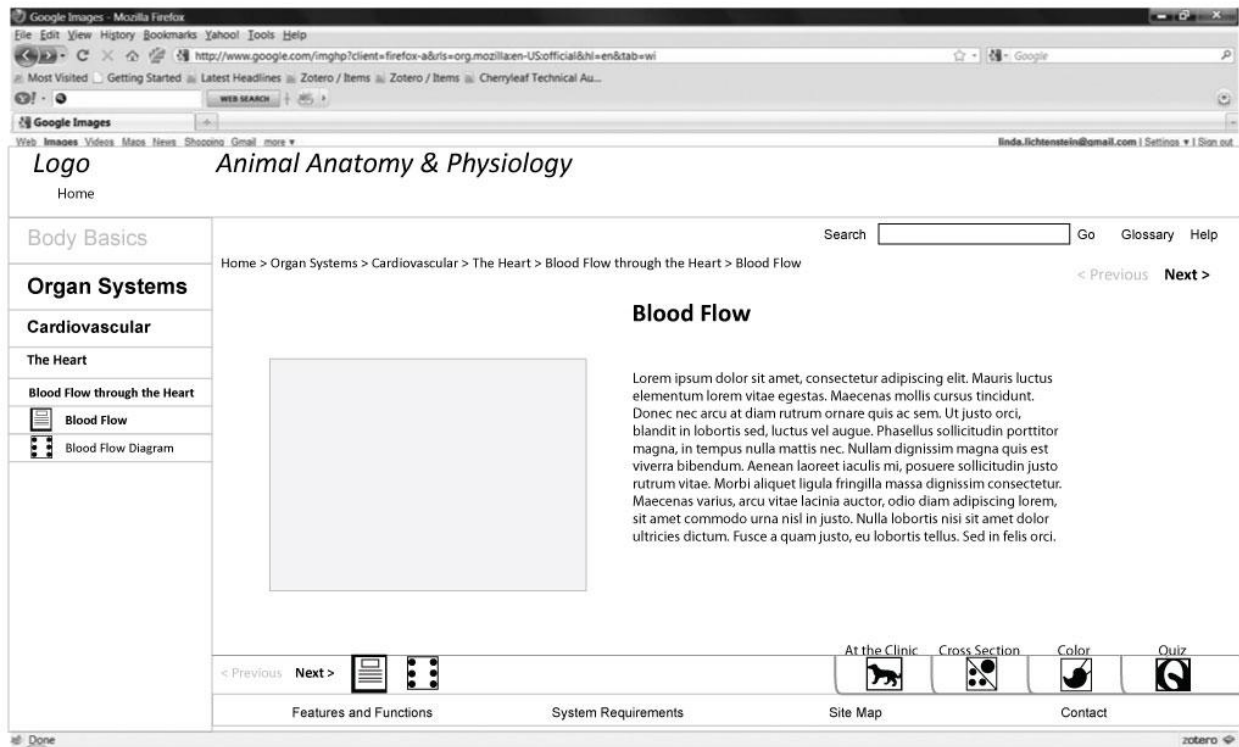 Google Images - Mozilla Firefox
File Edit View History Bookmarks Yahoo! Tools Help
http://www.google.com/imghp?client=firefox-a&rls=org.mozilla:en-US:official&hl=en&tab=wi
Google
Most Visited Getting Started Latest Headlines Zotero / Items Zotero / Items Cherryleaf Technical Au...
WEB SEARCH
Google Images
Web Images Videos Maps News Shopping Gmail more ▾ linda.lichtenstein@gmail.com | Settings ▾ | Sign out
Logo Animal Anatomy & Physiology
Home
Body Basics
Search Go Glossary Help
Home > Organ Systems > Cardiovascular > The Heart > Blood Flow through the Heart > Blood Flow
< Previous Next >
Organ Systems
Cardiovascular
The Heart
Blood Flow through the Heart
Blood Flow
Blood Flow Diagram
Blood Flow
Lorem ipsum dolor sit amet, consectetur adipiscing elit. Mauris luctus
elementum lorem vitae egestas. Maecenas mollis cursus tincidunt.
Donec nec arcu at diam rutrum ornare quis ac sem. Ut justo orci,
blandit in lobortis sed, luctus vel augue. Phasellus sollicitudin porttitor
magna, in tempus nulla mattis nec. Nullam dignissim magna quis est
viverra bibendum. Aenean laoreet iaculis mi, posuere sollicitudin justo
rutrum vitae. Morbi aliquet ligula fringilla massa dignissim consectetur.
Maecenas varius, arcu vitae lacinia auctor, odio diam adipiscing lorem,
sit amet commodo urna nisl in justo. Nulla lobortis nisi sit amet dolor
ultricies dictum. Fusce a quam justo, eu lobortis tellus. Sed in felis orci.
At the Clinic Cross Section Color Quiz
< Previous Next >
Q
Features and Functions System Requirements Site Map Contact
Done zotero